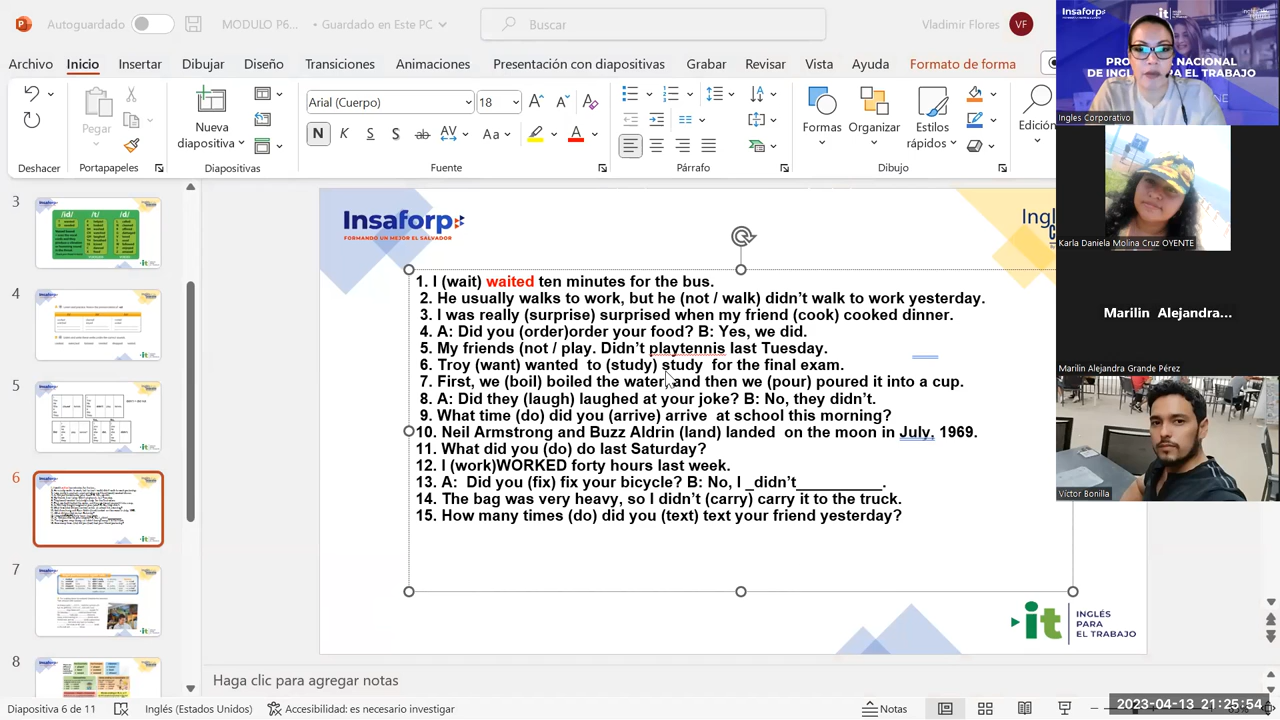 Autoguardado
MODULO P6... • Guardado en Este PC
Buscar
Vladimir Flores
VF
Archivo Inicio Insertar Dibujar Diseño Transiciones Animaciones Presentación con diapositivas Grabar Revisar Vista Ayuda Formato de forma
Arial (Cuerpo) 18
Pegar
Nueva
diapositiva
N K S S ab AV Aa A
Formas Organizar Estilos
rápidos
Edición
Deshacer Portapapeles Diapositivas Fuente Párrafo Dibujo
3
4
5
6
7
8
Insaforp
FORMANDO UN MEJOR EL SALVADOR
1. I (wait) waited ten minutes for the bus.
2. He usually walks to work, but he (not / walk) didn't walk to work yesterday.
3. I was really (surprise) surprised when my friend (cook) cooked dinner.
4. A: Did you (order)order your food? B: Yes, we did.
5. My friends (not / play. Didn't playtennis last Tuesday.
6. Troy (want) wanted to (study) study for the final exam.
7. First, we (boil) boiled the water and then we (pour) poured it into a cup.
8. A: Did they (laugh) laughed at your joke? B: No, they didn't.
9. What time (do) did you (arrive) arrive at school this morning?
10. Neil Armstrong and Buzz Aldrin (land) landed on the moon in July, 1969.
11. What did you (do) do last Saturday?
12. I (work)WORKED forty hours last week.
13. A: Did you (fix) fix your bicycle? B: No, I _didn't____________.
14. The bag was very heavy, so I didn't (carry) carry it to the truck.
15. How many times (do) did you (text) text your friend yesterday?
it
INGLÉS
PARA
EL TRABAJO
Haga clic para agregar notas
Diapositiva 6 de 11
Inglés (Estados Unidos)
Accesibilidad: es necesario investigar
Notas
2023-04-13 21:25:54
Insaforp
Ingles Corporativo
Karla Daniela Molina Cruz OYENTE
Marilin Alejandra...
Marilin Alejandra Grande Pérez
Víctor Bonilla